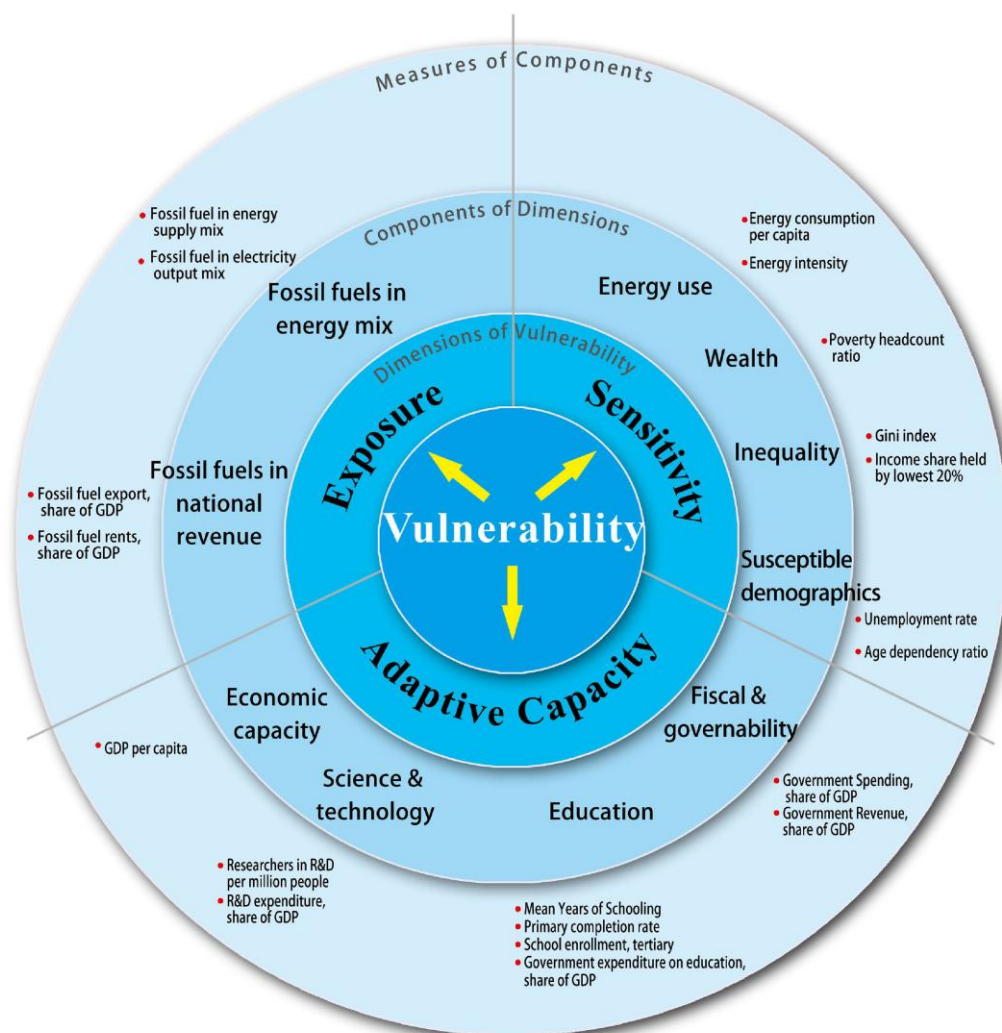 Measures of Components
Components of Dimensions
Dimensions of Vulnerability
Vulnerability
Exposure
Fossil fuels in
energy mix
• Fossil fuel in energy
supply mix
• Fossil fuel in electricity
output mix
Fossil fuels in
national
revenue
• Fossil fuel export,
share of GDP
• Fossil fuel rents,
share of GDP
Sensitivity
Energy use
• Energy consumption
per capita
• Energy intensity
Wealth
• Poverty headcount
ratio
Inequality
• Gini index
• Income share held
by lowest 20%
Susceptible
demographics
• Unemployment rate
• Age dependency ratio
Adaptive Capacity
Economic
capacity
• GDP per capita
Science &
technology
• Researchers in R&D
per million people
• R&D expenditure,
share of GDP
Education
• Mean Years of Schooling
• Primary completion rate
• School enrollment, tertiary
• Government expenditure on education,
share of GDP
Fiscal &
governability
• Government Spending,
share of GDP
• Government Revenue,
share of GDP